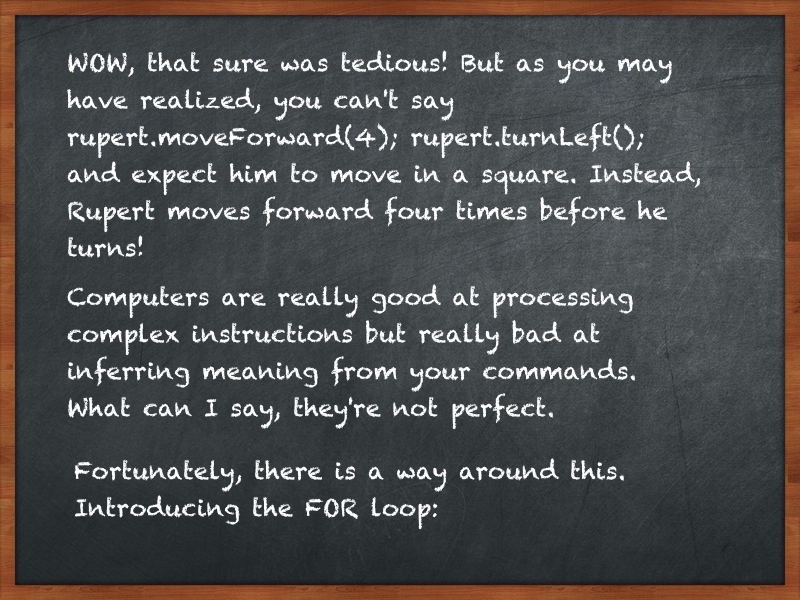 WOW, that sure was tedious! But as you may
have realized, you can't say
rupert.moveForward(4); rupert.turnLeft();
and expect him to move in a square. Instead,
Rupert moves forward four times before he
turns!
Computers are really good at processing
complex instructions but really bad at
inferring meaning from your commands.
What can I say, they're not perfect.
Fortunately, there is a way around this.
Introducing the FOR loop: